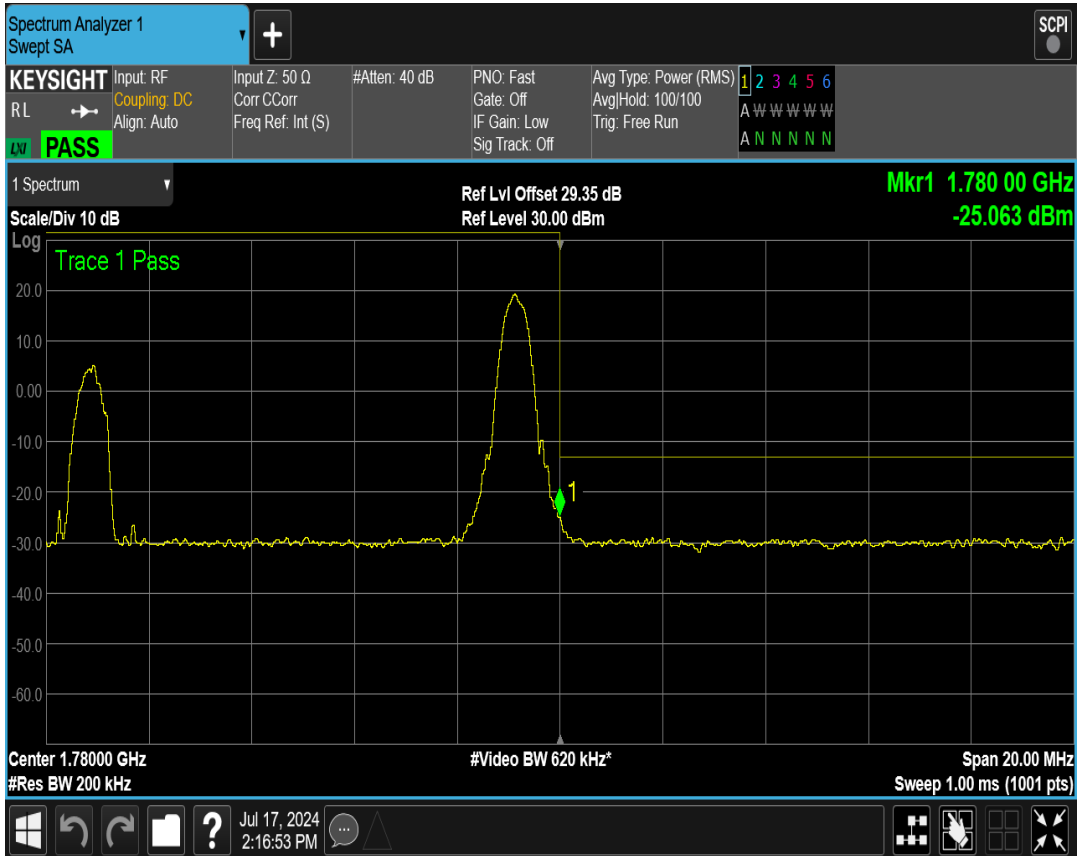 Spectrum Analyzer 1
Swept SA
SCPI
KEYSIGHT
RL
LXI PASS
Input: RF
Coupling: DC
Align: Auto
Input Z: 50 Ω
Corr CCorr
Freq Ref: Int (S)
#Atten: 40 dB
PNO: Fast
Gate: Off
IF Gain: Low
Sig Track: Off
Avg Type: Power (RMS)
Avg|Hold: 100/100
Trig: Free Run
1 2 3 4 5 6
A W W W W W
A N N N N N
1 Spectrum
Scale/Div 10 dB
Ref Lvl Offset 29.35 dB
Ref Level 30.00 dBm
Mkr1 1.780 00 GHz
-25.063 dBm
Log
Trace 1 Pass
20.0
10.0
0.00
-10.0
1
-20.0
-30.0
-40.0
-50.0
-60.0
Center 1.78000 GHz
#Res BW 200 kHz
#Video BW 620 kHz*
Span 20.00 MHz
Sweep 1.00 ms (1001 pts)
?
Jul 17, 2024
2:16:53 PM